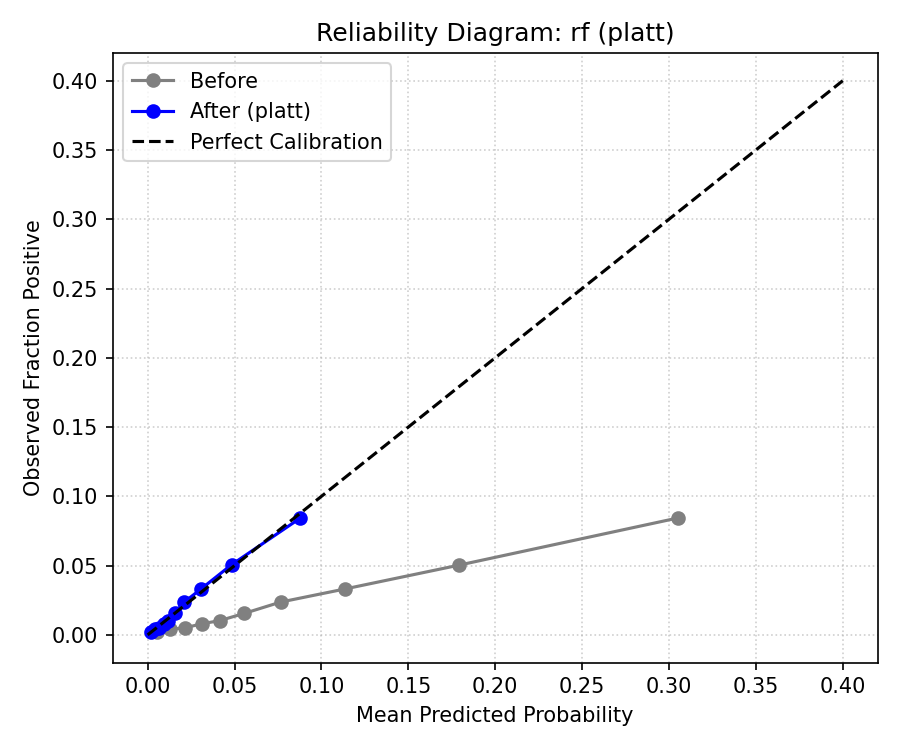 Reliability Diagram: rf (platt)
Before
After (platt)
Perfect Calibration
0.40
0.35
0.30
0.25
0.20
0.15
0.10
0.05
0.00
Observed Fraction Positive
0.00 0.05 0.10 0.15 0.20 0.25 0.30 0.35 0.40
Mean Predicted Probability